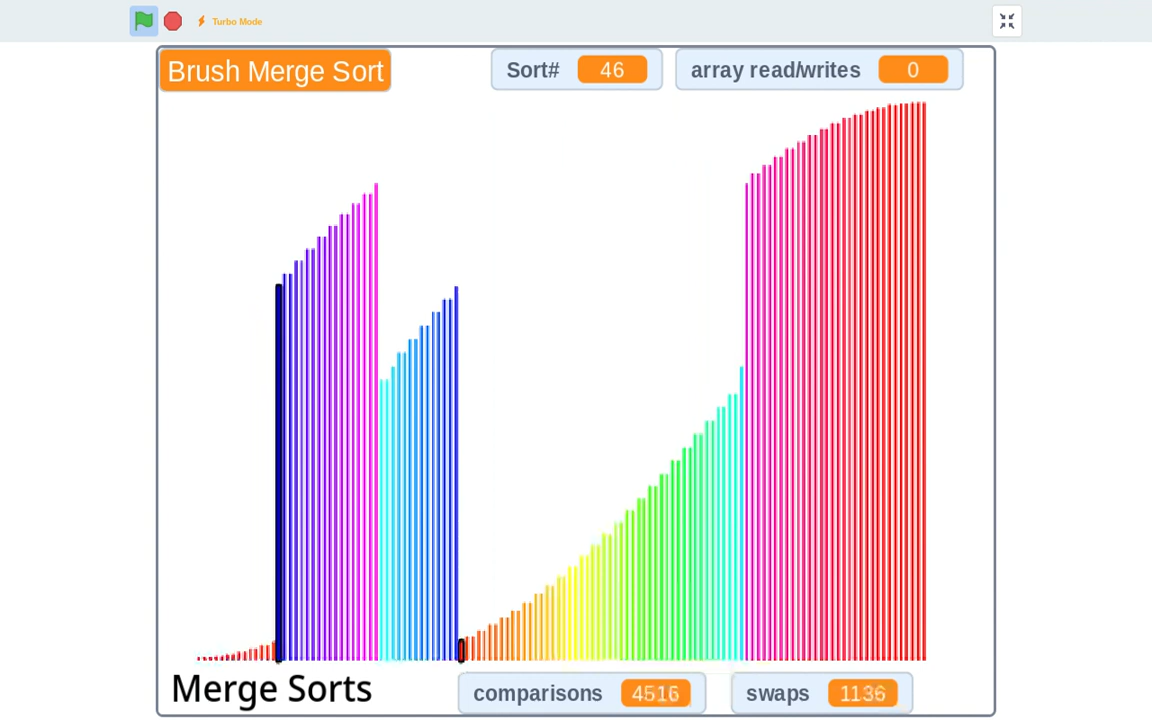 Turbo Mode
Brush Merge Sort
Sort# 46
array read/writes 0
Merge Sorts
comparisons 4516
swaps 1136